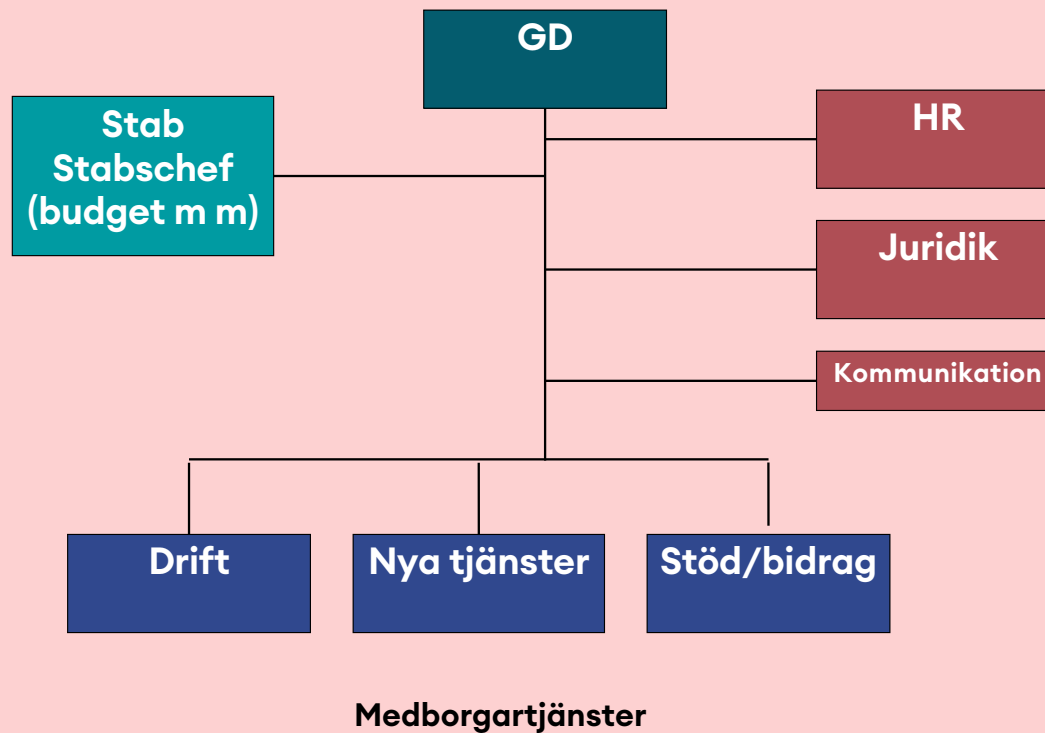 GD
Stab
Stabschef
(budget m m)
HR
Juridik
Kommunikation
Drift
Nya tjänster
Stöd/bidrag
Medborgartjänster